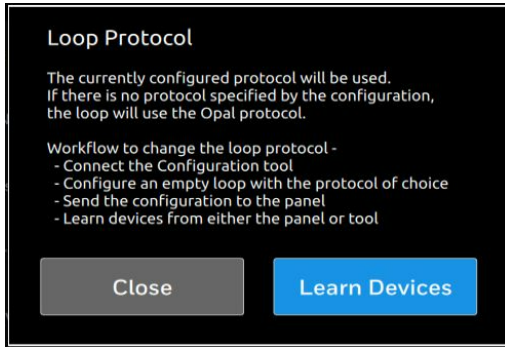 Loop Protocol
The currently configured protocol will be used.
If there is no protocol specified by the configuration,
the loop will use the Opal protocol.
Workflow to change the loop protocol -
- Connect the Configuration tool
- Configure an empty loop with the protocol of choice
- Send the configuration to the panel
- Learn devices from either the panel or tool
Close
Learn Devices